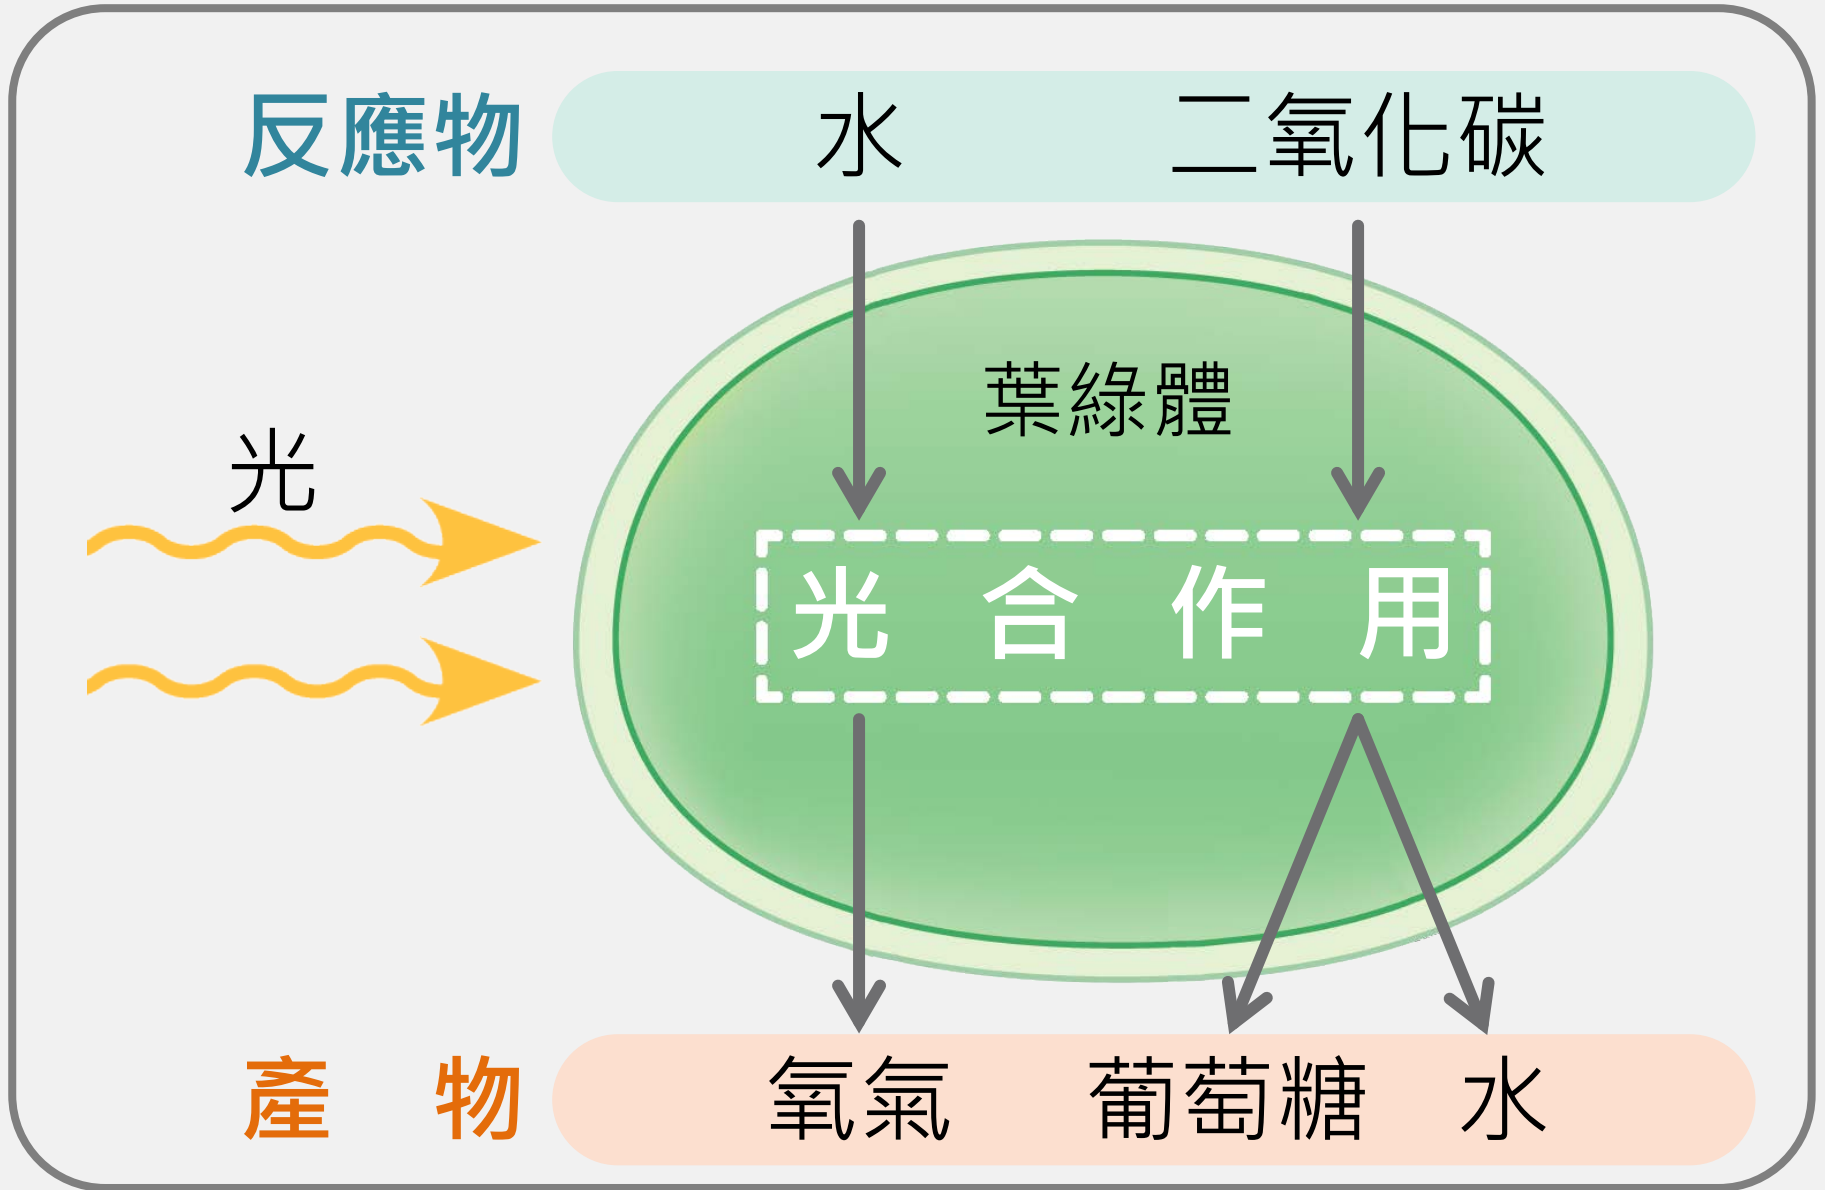 反應物 水 二氧化碳
葉綠體
光
光合作用
產物 氧氣 葡萄糖 水